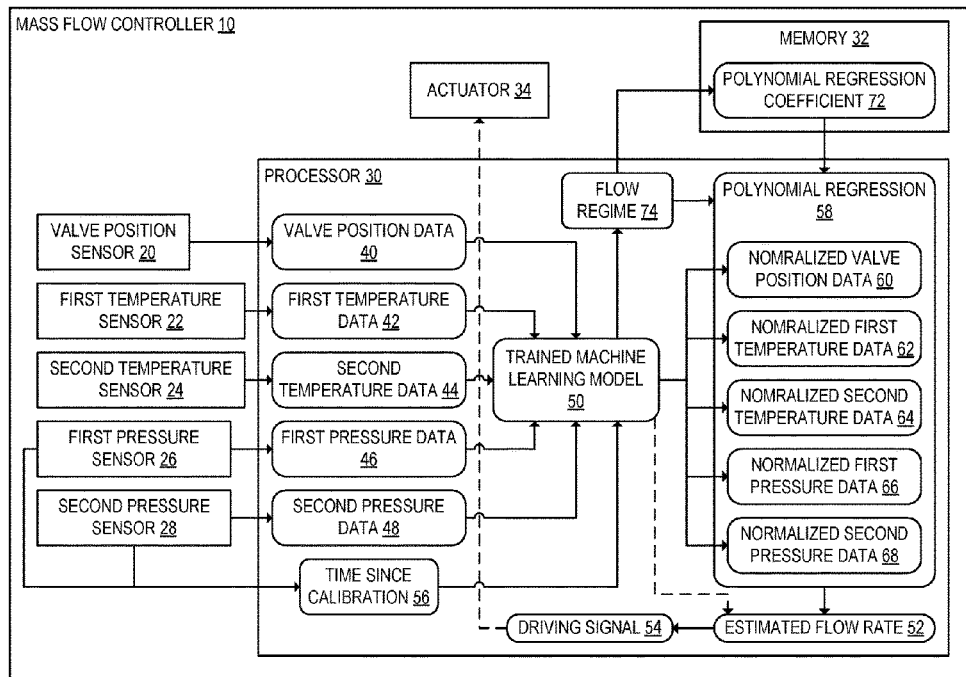 MASS FLOW CONTROLLER 10
MEMORY 32
POLYNOMIAL REGRESSION
COEFFICIENT 72
ACTUATOR 34
PROCESSOR 30
FLOW
REGIME 74
POLYNOMIAL REGRESSION
58
VALVE POSITION
SENSOR 20
VALVE POSITION DATA
40
NOMRALIZED VALVE
POSITION DATA 60
FIRST TEMPERATURE
SENSOR 22
FIRST TEMPERATURE
DATA 42
NOMRALIZED FIRST
TEMPERATURE DATA 62
SECOND TEMPERATURE
SENSOR 24
SECOND
TEMPERATURE DATA 44
TRAINED MACHINE
LEARNING MODEL
50
NOMRALIZED SECOND
TEMPERATURE DATA 64
FIRST PRESSURE
SENSOR 26
FIRST PRESSURE DATA
46
NORMALIZED FIRST
PRESSURE DATA 66
SECOND PRESSURE
SENSOR 28
SECOND PRESSURE
DATA 48
NORMALIZED SECOND
PRESSURE DATA 68
TIME SINCE
CALIBRATION 56
DRIVING SIGNAL 54
ESTIMATED FLOW RATE 52